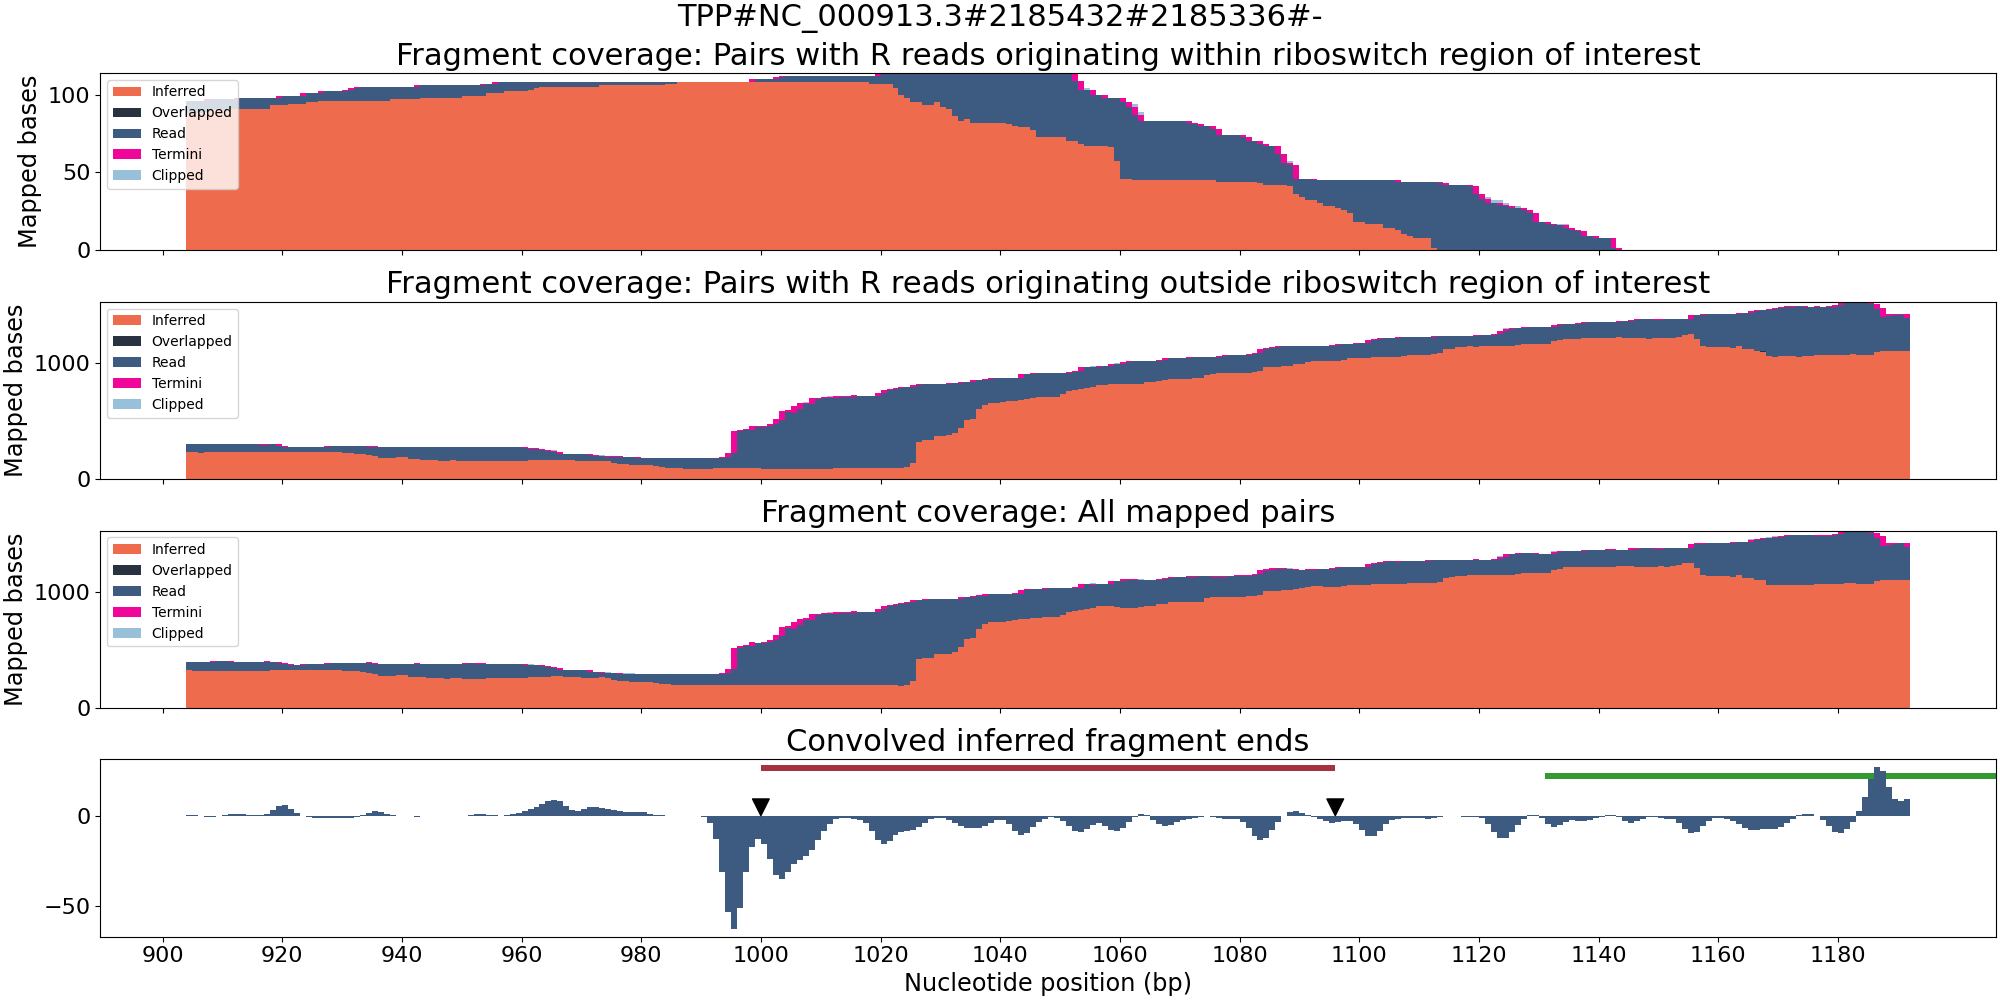 TPP#NC_000913.3#2185432#2185336#-
Fragment coverage: Pairs with R reads originating within riboswitch region of interest
Mapped bases
100
50
0
Inferred
Overlapped
Read
Termini
Clipped
Fragment coverage: Pairs with R reads originating outside riboswitch region of interest
Mapped bases
1000
0
Inferred
Overlapped
Read
Termini
Clipped
Fragment coverage: All mapped pairs
Mapped bases
1000
0
Inferred
Overlapped
Read
Termini
Clipped
Convolved inferred fragment ends
0
−50
900 920 940 960 980 1000 1020 1040 1060 1080 1100 1120 1140 1160 1180
Nucleotide position (bp)